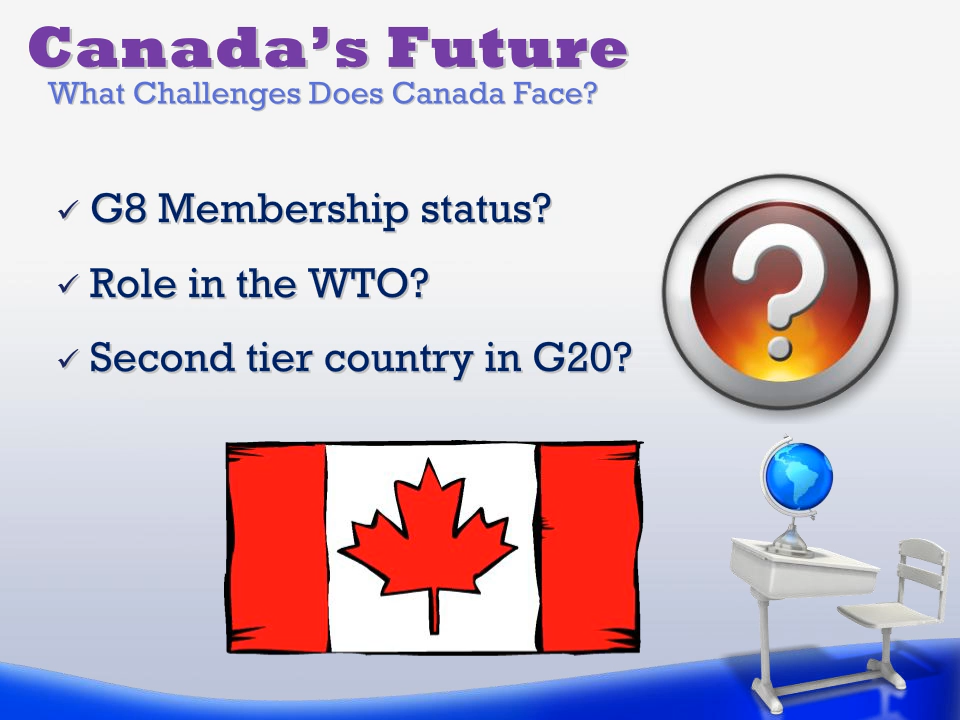 Canada's Future
What Challenges Does Canada Face?
✓ G8 Membership status?
✓ Role in the WTO?
✓ Second tier country in G20?
?